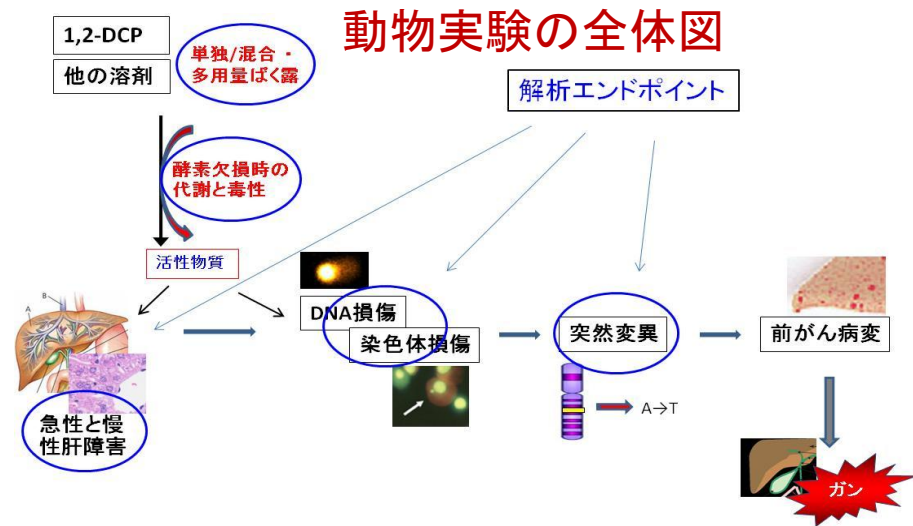 動物実験の全体図
1,2-DCP
他の溶剤
単独/混合・
多用量ばく露
解析エンドポイント
酵素欠損時の
代謝と毒性
活性物質
A
B
DNA損傷
染色体損傷
突然変異
前がん病変
A→T
急性と慢
性肝障害
ガン